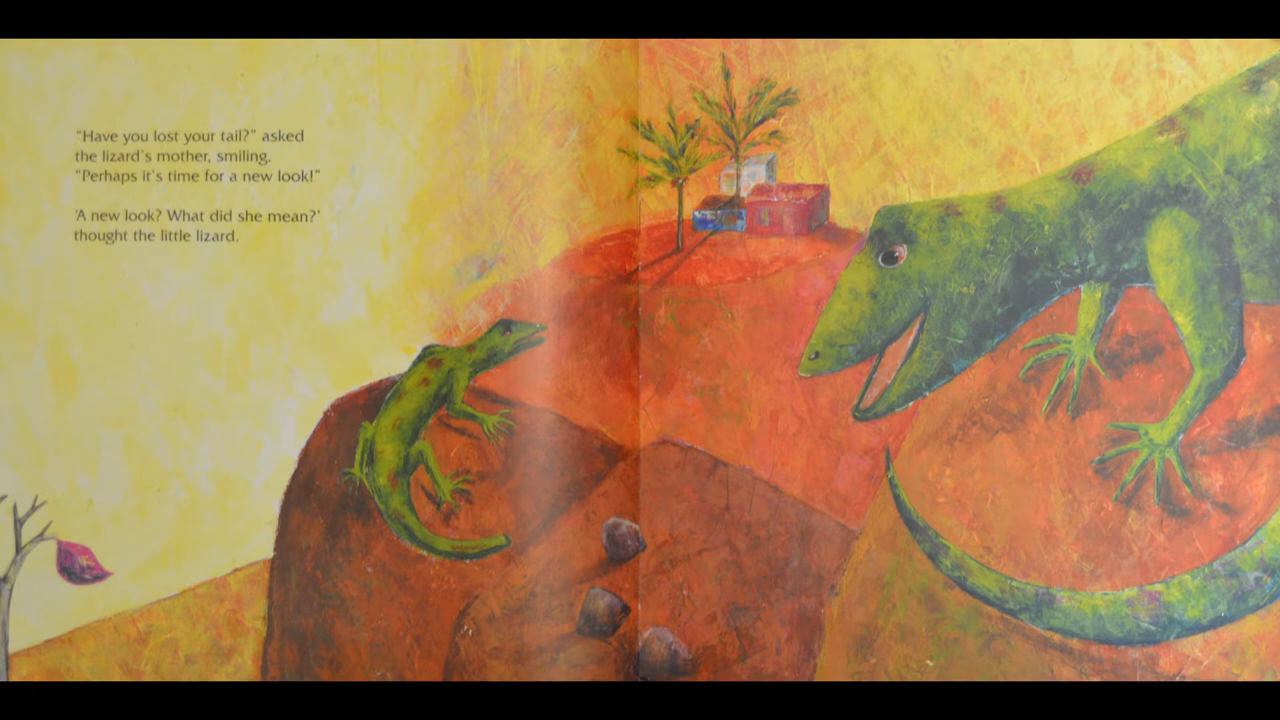 "Have you lost your tail?" asked
the lizard's mother, smiling.
"Perhaps it's time for a new look!"
'A new look? What did she mean?'
thought the little lizard.